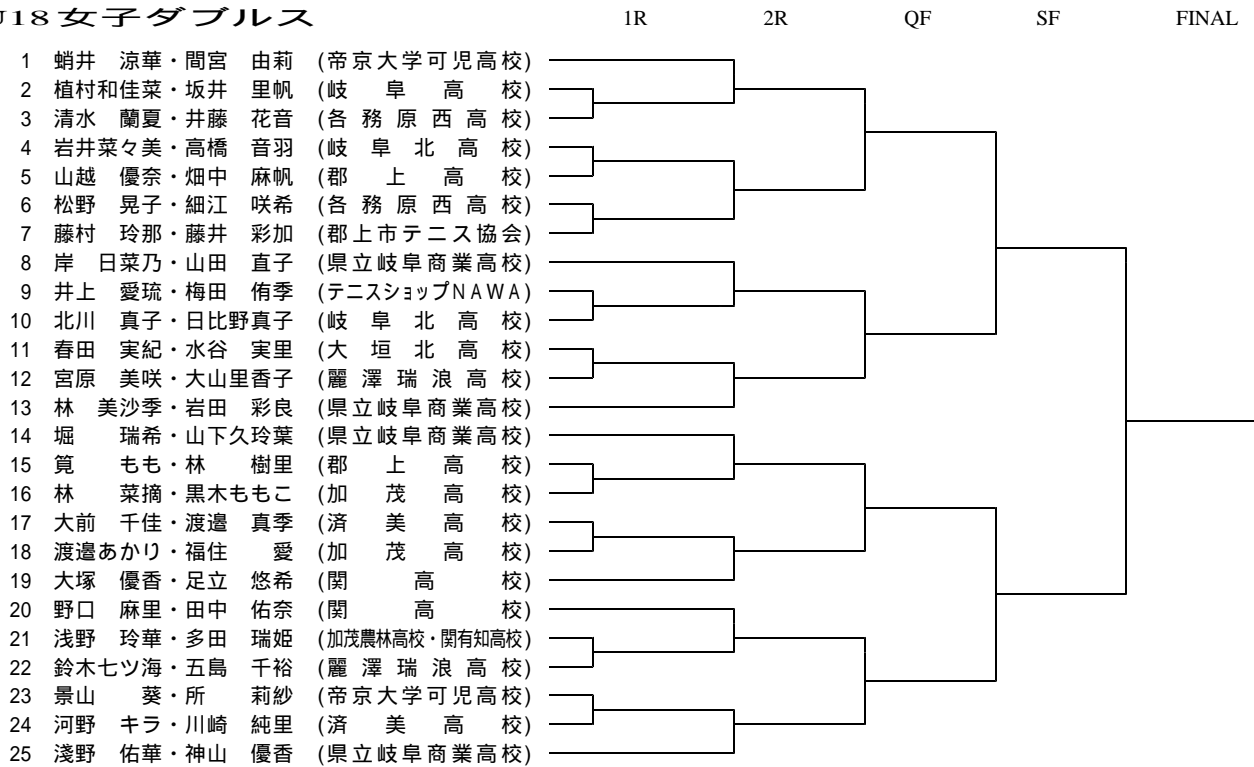 U18女子ダブルス 1R 2R QF SF FINAL
1 蛸井 涼華・間宮 由莉 (帝京大学可児高校)
2 植村和佳菜・坂井 里帆 (岐阜高校)
3 清水 蘭夏・井藤 花音 (各務原西高校)
4 岩井菜々美・高橋 音羽 (岐阜北高校)
5 山越 優奈・畑中 麻帆 (郡上高校)
6 松野 晃子・細江 咲希 (各務原西高校)
7 藤村 玲那・藤井 彩加 (郡上市テニス協会)
8 岸 日菜乃・山田 直子 (県立岐阜商業高校)
9 井上 愛琉・梅田 侑季 (テニスショップNAWA)
10 北川 真子・日比野真子 (岐阜北高校)
11 春田 実紀・水谷 実里 (大垣北高校)
12 宮原 美咲・大山里香子 (麗澤瑞浪高校)
13 林 美沙季・岩田 彩良 (県立岐阜商業高校)
14 堀 瑞希・山下久玲葉 (県立岐阜商業高校)
15 筧 もも・林 樹里 (郡上高校)
16 林 菜摘・黒木ももこ (加茂高校)
17 大前 千佳・渡邉 真季 (済美高校)
18 渡邉あかり・福住 愛 (加茂高校)
19 大塚 優香・足立 悠希 (関高校)
20 野口 麻里・田中 佑奈 (関高校)
21 浅野 玲華・多田 瑞姫 (加茂農林高校・関有知高校)
22 鈴木七ツ海・五島 千裕 (麗澤瑞浪高校)
23 景山 葵・所 莉紗 (帝京大学可児高校)
24 河野 キラ・川崎 純里 (済美高校)
25 淺野 佑華・神山 優香 (県立岐阜商業高校)